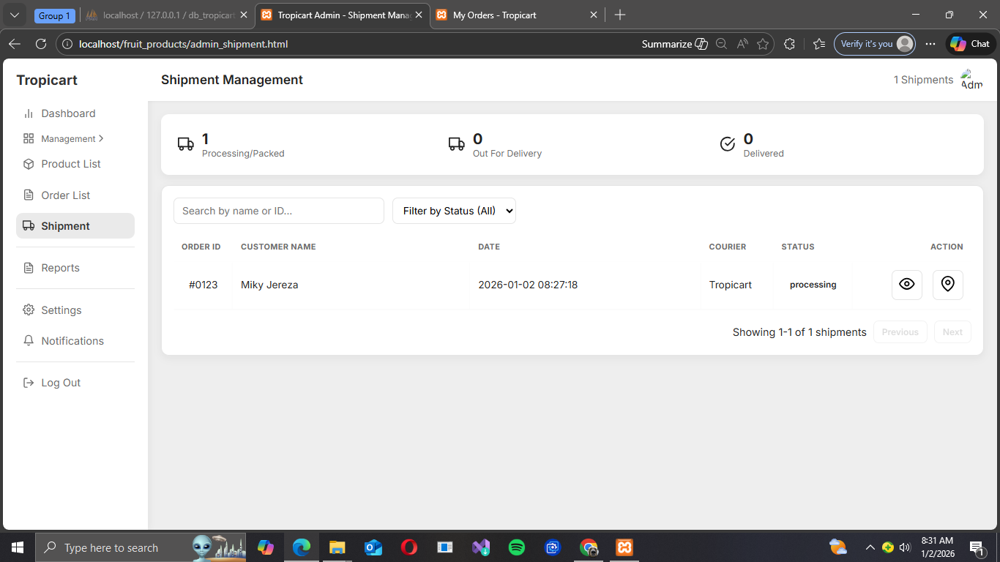 Group 1
localhost / 127.0.0.1 / db_tropicart
Tropicart Admin - Shipment Mana
My Orders - Tropicart
localhost/fruit_products/admin_shipment.html
Summarize
Verify it's you
Chat
Tropicart
Shipment Management
1 Shipments
Adm
Dashboard
Management
Product List
Order List
Shipment
Reports
Settings
Notifications
Log Out
1
Processing/Packed
0
Out For Delivery
0
Delivered
Search by name or ID...
Filter by Status (All)
ORDER ID CUSTOMER NAME DATE COURIER STATUS ACTION
#0123 Miky Jereza 2026-01-02 08:27:18 Tropicart processing
Showing 1-1 of 1 shipments Previous Next
Type here to search
8:31 AM
1/2/2026
1